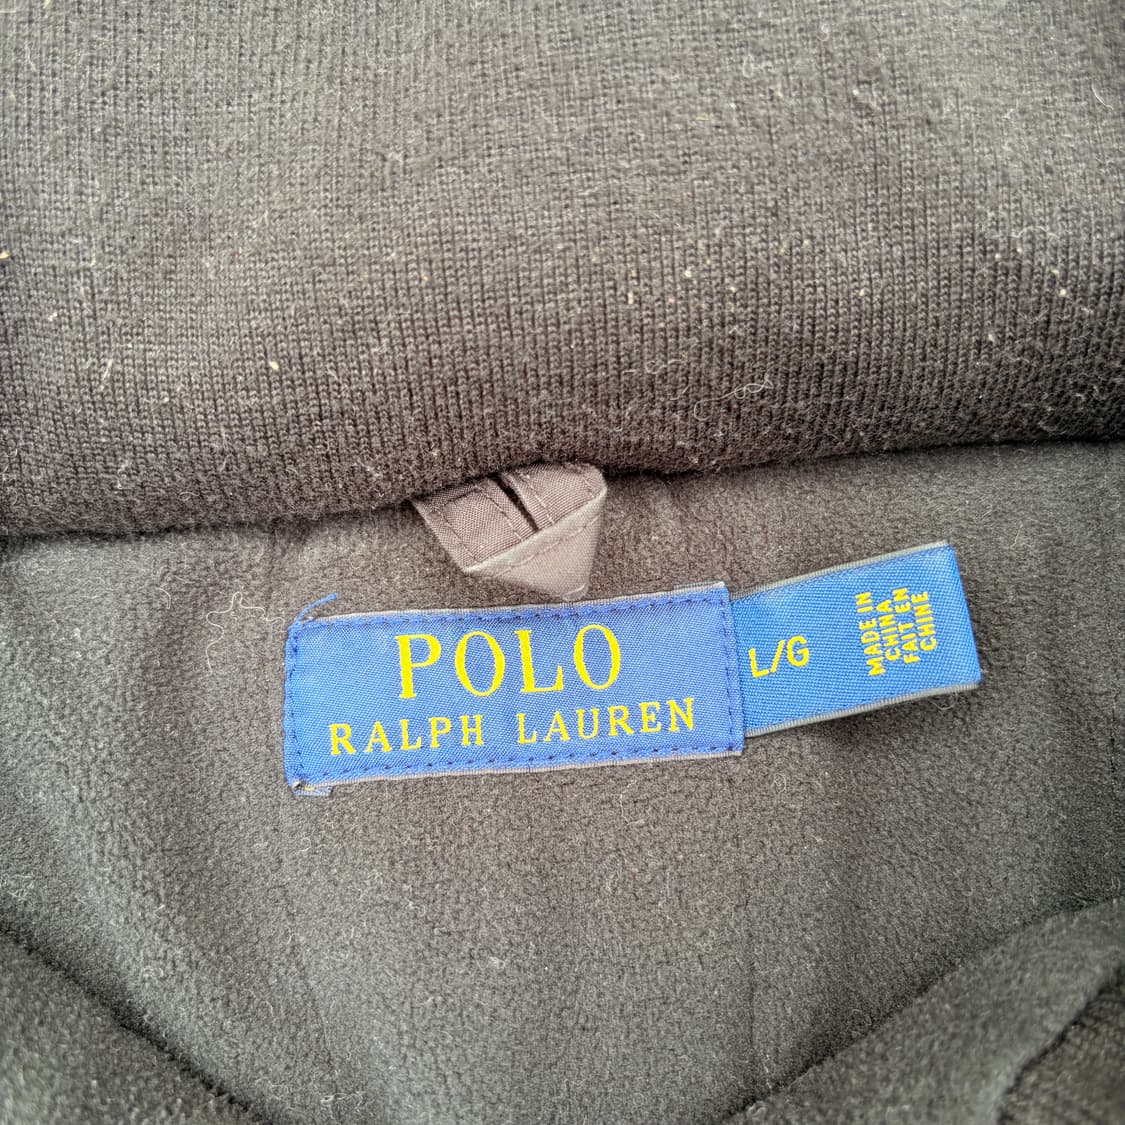 POLO
RALPH LAUREN
L/G
MADE IN
CHINA
FAIT EN
CHINE